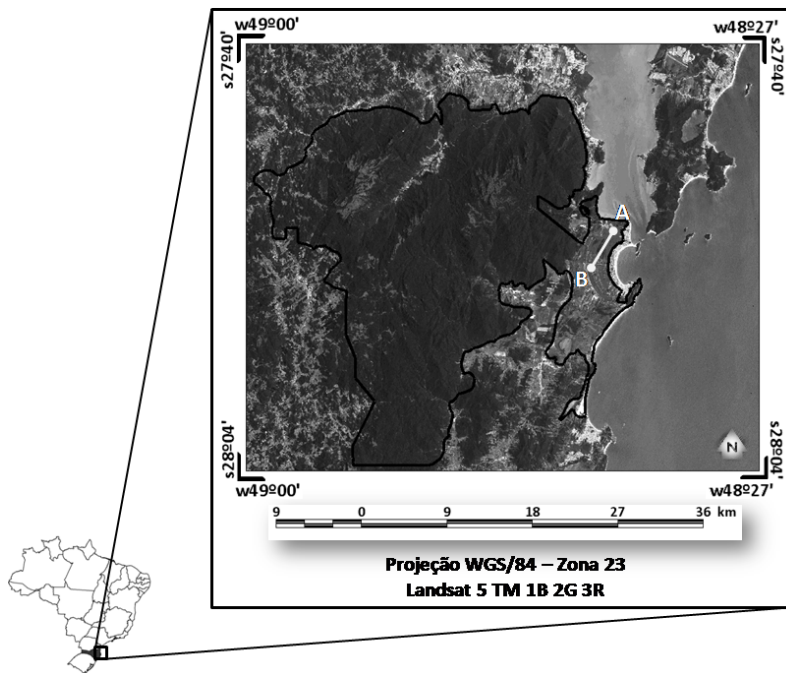 w49º00' w48º27'
s27º40' s27º40'
A
B
N
s28º04' s28º04'
w49º00' w48º27'
9 0 9 18 27 36 km
Projeção WGS/84 – Zona 23
Landsat 5 TM 1B 2G 3R